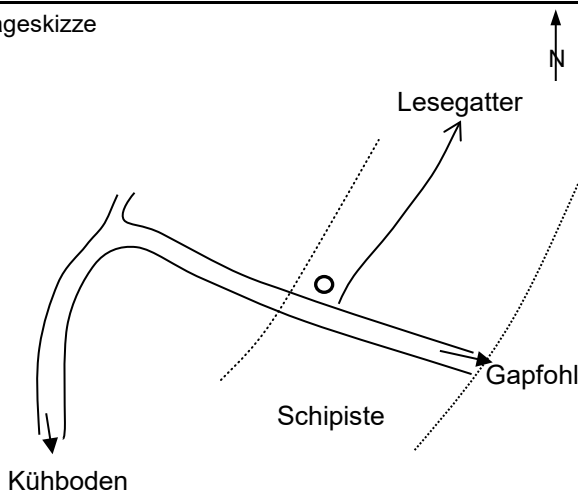 ageskizze
N
Lesegatter
Gapfohl
Schipiste
Kühboden